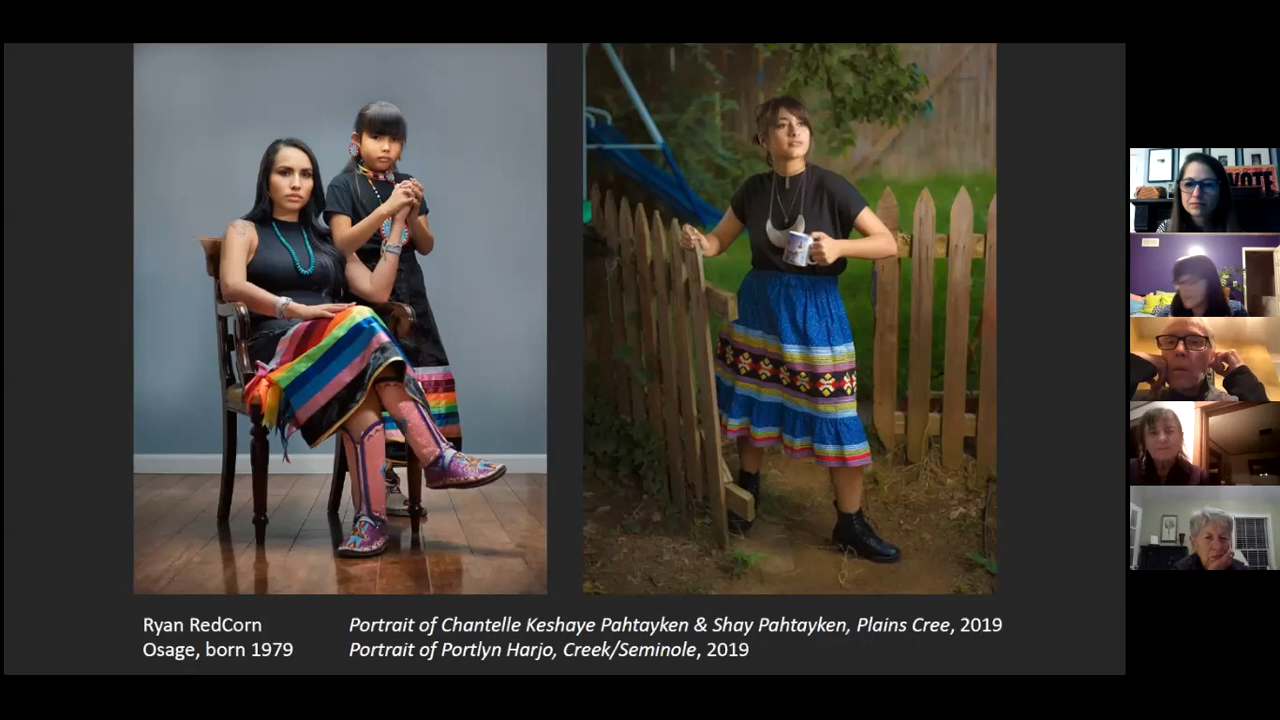 Ryan RedCorn
Osage, born 1979
Portrait of Chantelle Keshaye Pahtayken & Shay Pahtayken, Plains Cree, 2019
Portrait of Portlyn Harjo, Creek/Seminole, 2019
VOTE